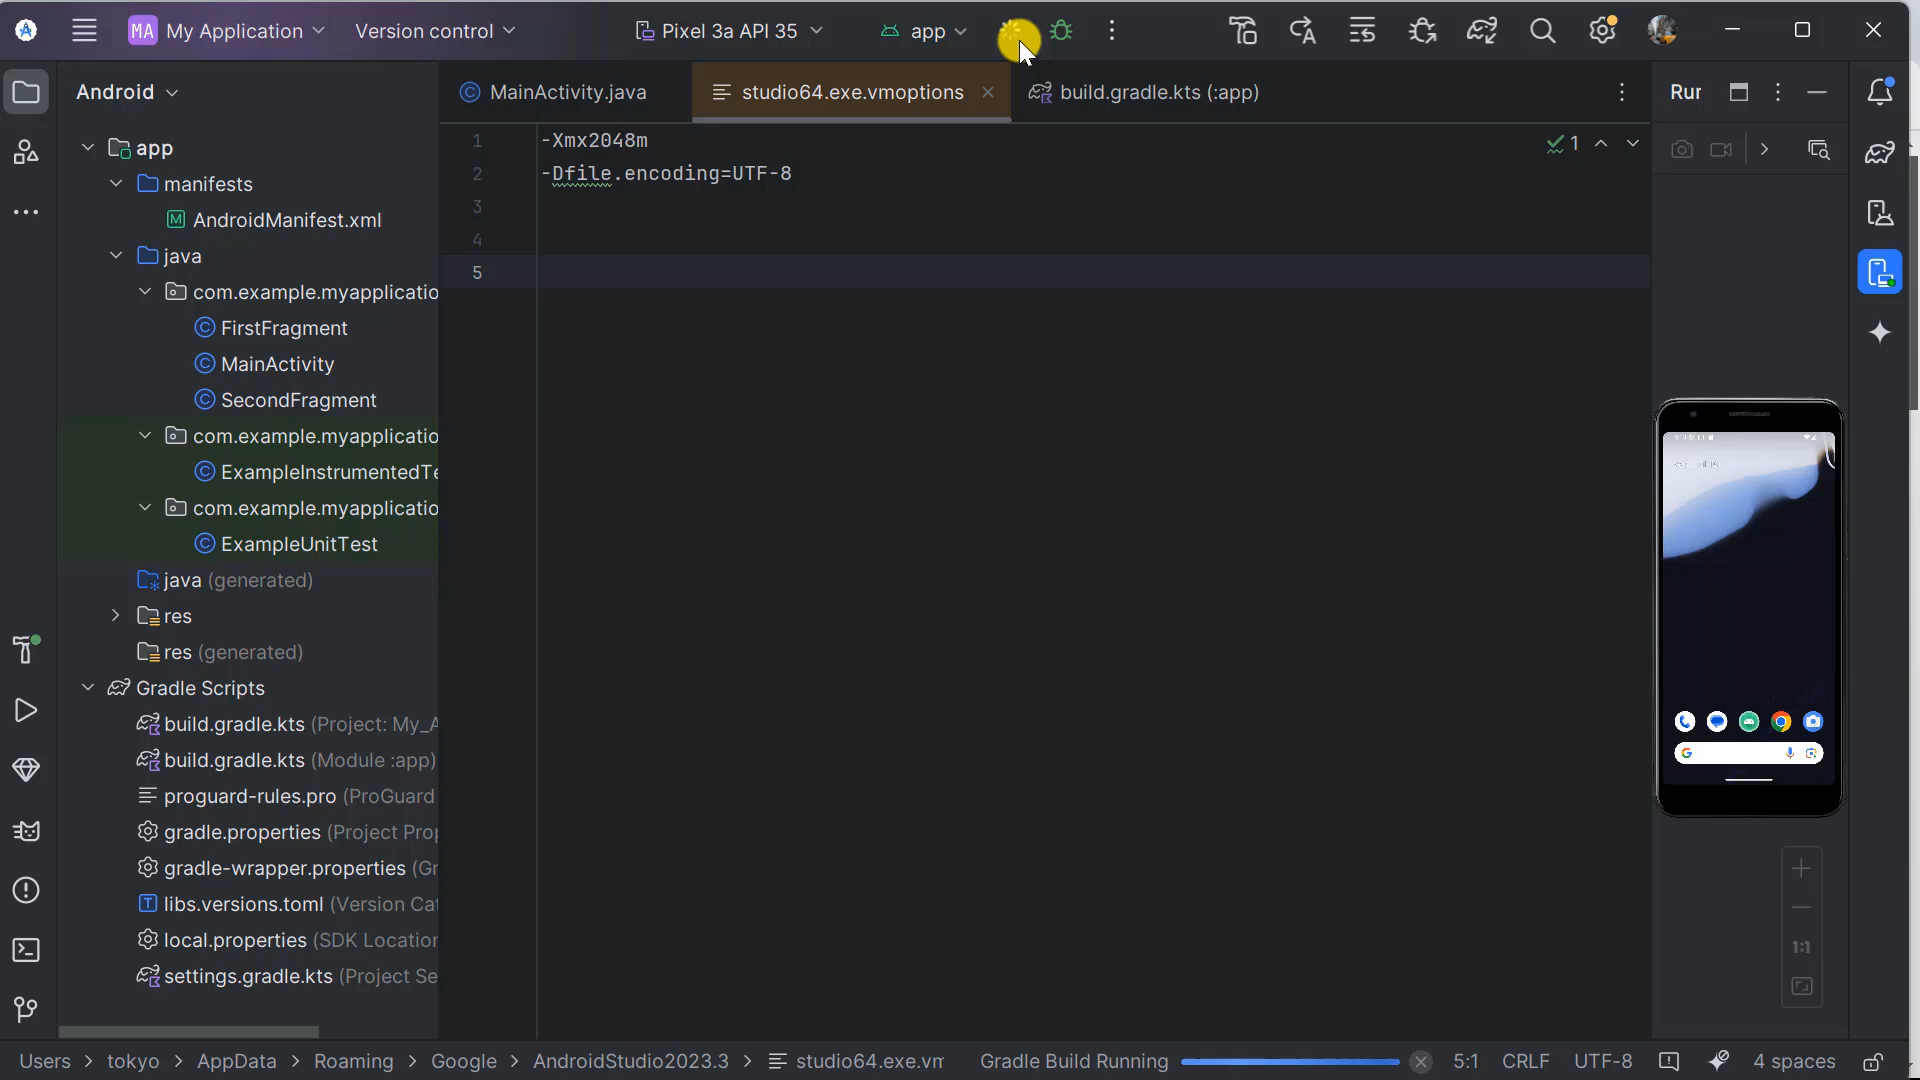 MA My Application
Version control
Pixel 3a API 35
app
Android
MainActivity.java
studio64.exe.vmoptions
build.gradle.kts (:app)
Rur
app
manifests
AndroidManifest.xml
java
com.example.myapplicatio
FirstFragment
MainActivity
SecondFragment
com.example.myapplicatio
ExampleInstrumentedTe
com.example.myapplicatio
ExampleUnitTest
java (generated)
res
res (generated)
Gradle Scripts
build.gradle.kts (Project: My_A
build.gradle.kts (Module :app)
proguard-rules.pro (ProGuard
gradle.properties (Project Prop
gradle-wrapper.properties (Gr
libs.versions.toml (Version Cat
local.properties (SDK Location
settings.gradle.kts (Project Se
1 -Xmx2048m
2 -Dfile.encoding=UTF-8
3
4
5
1
1:1
Users > tokyo > AppData > Roaming > Google > AndroidStudio2023.3 > studio64.exe.vm
Gradle Build Running
5:1 CRLF UTF-8 4 spaces